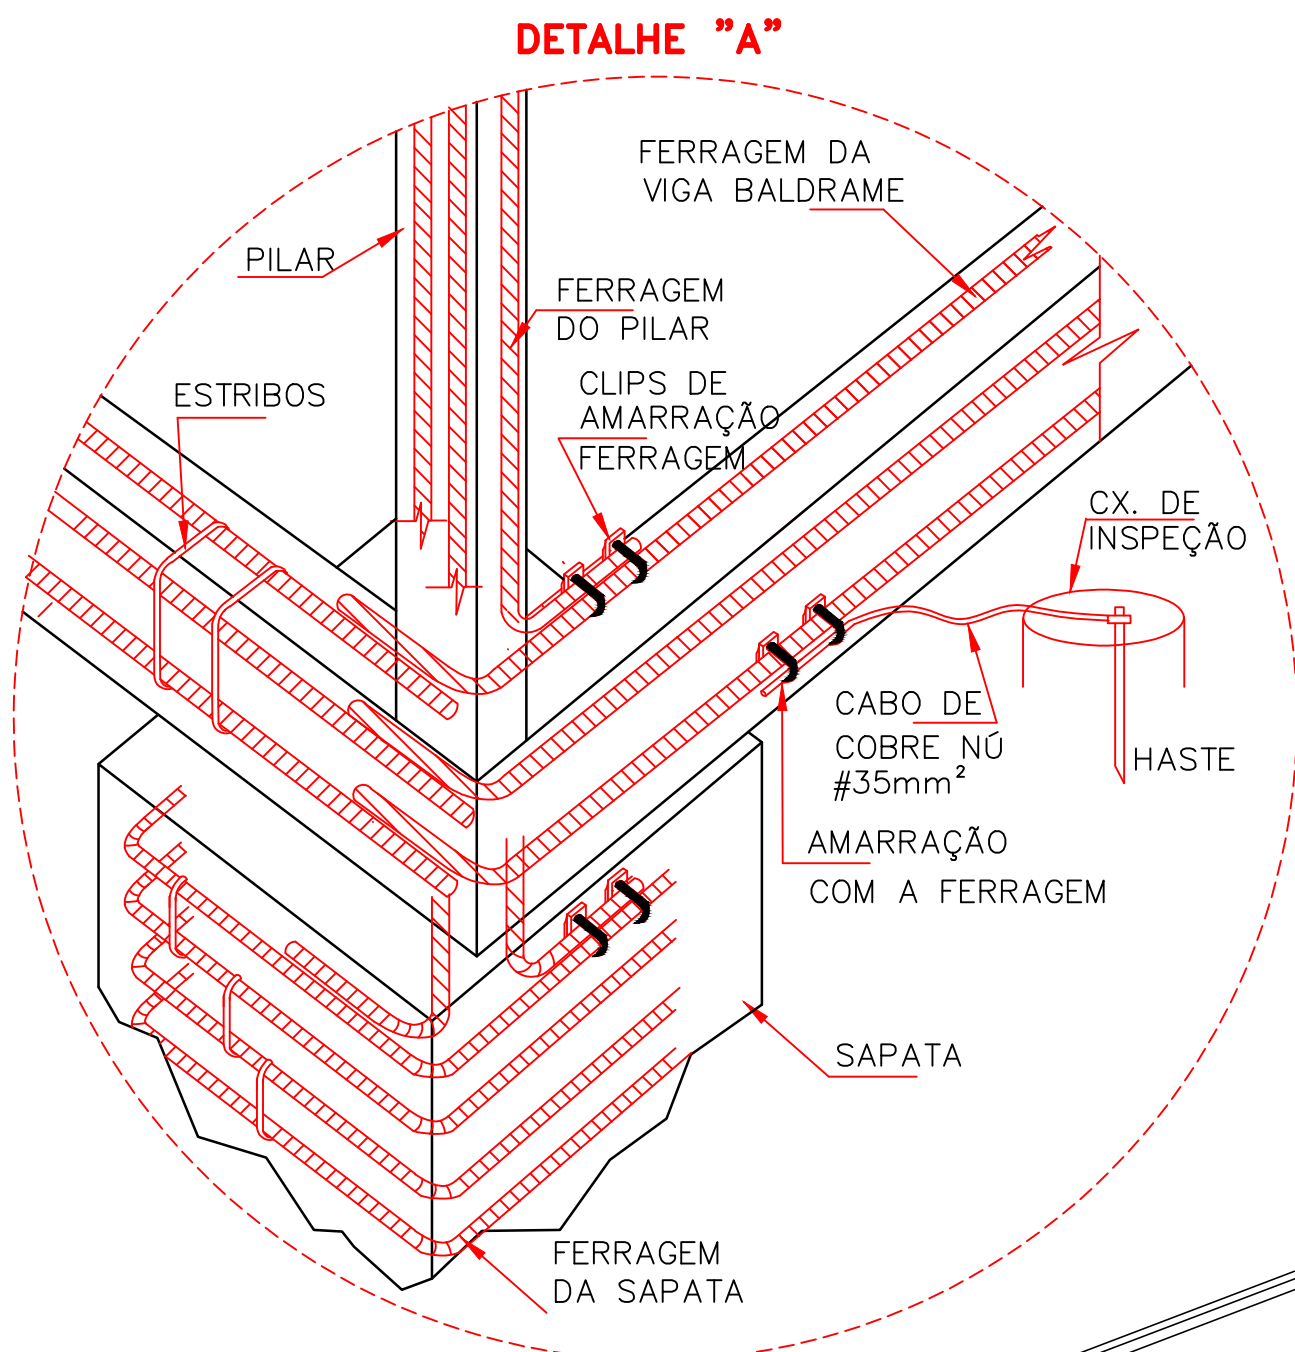 DETALHE ”A”
FERRAGEM DA
VIGA BALDRAME
PILAR
FERRAGEM
DO PILAR
ESTRIBOS
CLIPS DE
AMARRAÇÃO
FERRAGEM
CX. DE
INSPEÇÃO
CABO DE
COBRE NÚ
#35mm²
HASTE
AMARRAÇÃO
COM A FERRAGEM
SAPATA
FERRAGEM
DA SAPATA